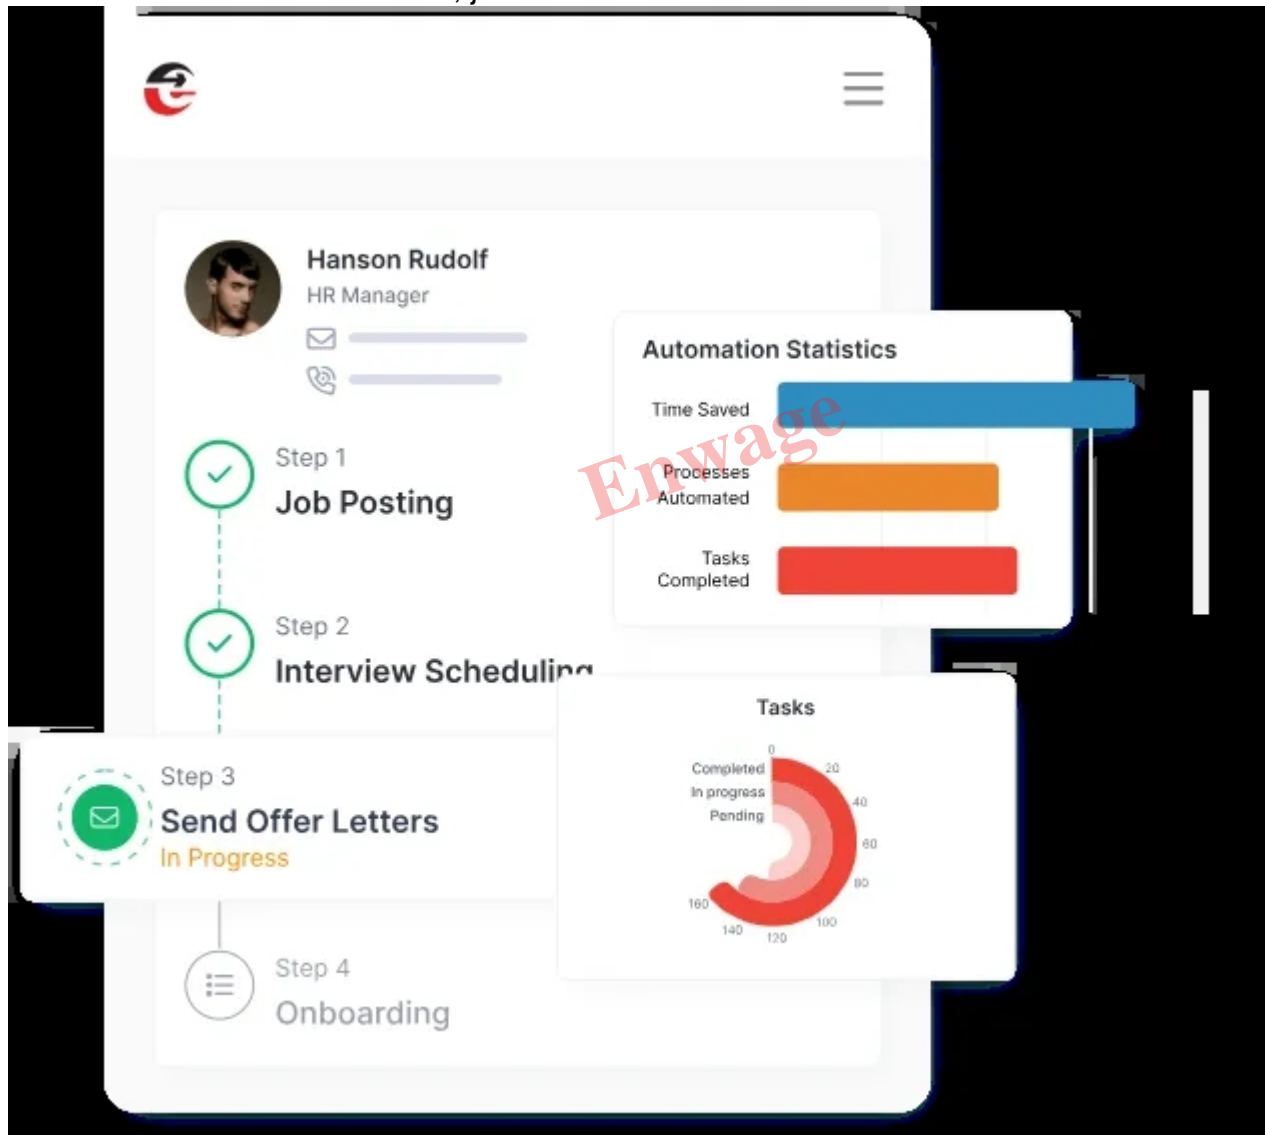 Hanson Rudolf
HR Manager
Step 1
Job Posting
Step 2
Interview Scheduling
Step 3
Send Offer Letters
In Progress
Step 4
Onboarding
Automation Statistics
Time Saved
Processes
Automated
Tasks
Completed
Enwage
Tasks
Completed
In progress
Pending
0
20
40
60
80
100
120
140
160